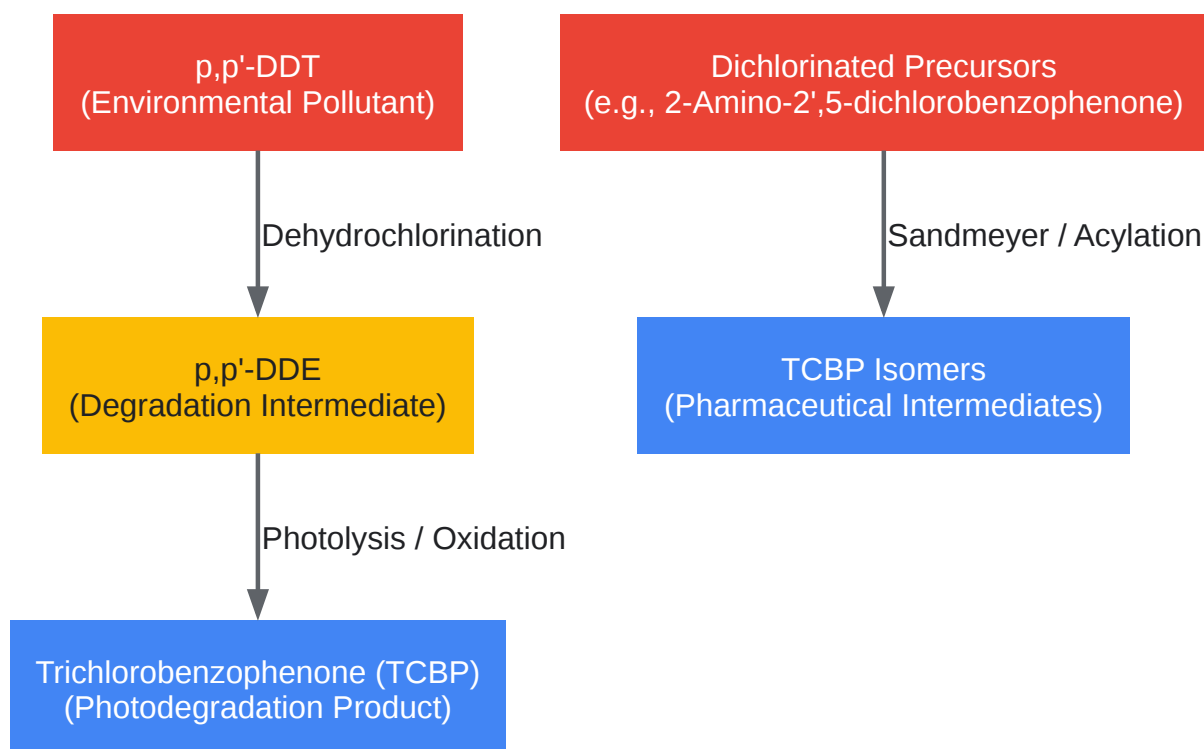 p,p'-DDT
(Environmental Pollutant)
Dehydrochlorination
p,p'-DDE
(Degradation Intermediate)
Photolysis / Oxidation
Trichlorobenzophenone (TCBP)
(Photodegradation Product)
Dichlorinated Precursors
(e.g., 2-Amino-2',5-dichlorobenzophenone)
Sandmeyer / Acylation
TCBP Isomers
(Pharmaceutical Intermediates)